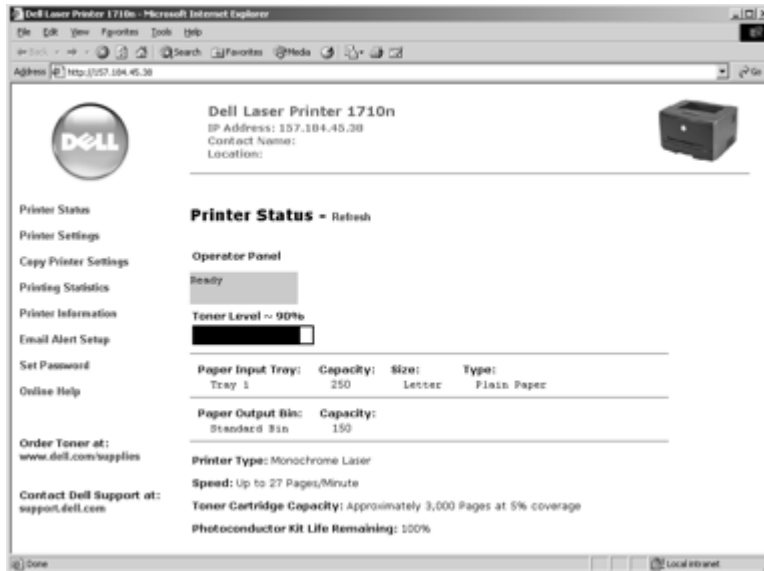 Dell Laser Printer 1710n - Microsoft Internet Explorer
File Edit View Favorites Tools Help
Back Search Favorites Media
Address http://157.184.45.38 Go
DELL
Dell Laser Printer 1710n
IP Address: 157.184.45.38
Contact Name:
Location:
Printer Status
Printer Settings
Copy Printer Settings
Printing Statistics
Printer Information
Email Alert Setup
Set Password
Online Help
Order Toner at:
www.dell.com/supplies
Contact Dell Support at:
support.dell.com
Printer Status - Refresh
Operator Panel
Ready
Toner Level ~ 90%
Paper Input Tray: Capacity: Size: Type:
Tray 1 250 Letter Plain Paper
Paper Output Bin: Capacity:
Standard Bin 150
Printer Type: Monochrome Laser
Speed: Up to 27 Pages/Minute
Toner Cartridge Capacity: Approximately 3,000 Pages at 5% coverage
Photoconductor Kit Life Remaining: 100%
Done Local intranet